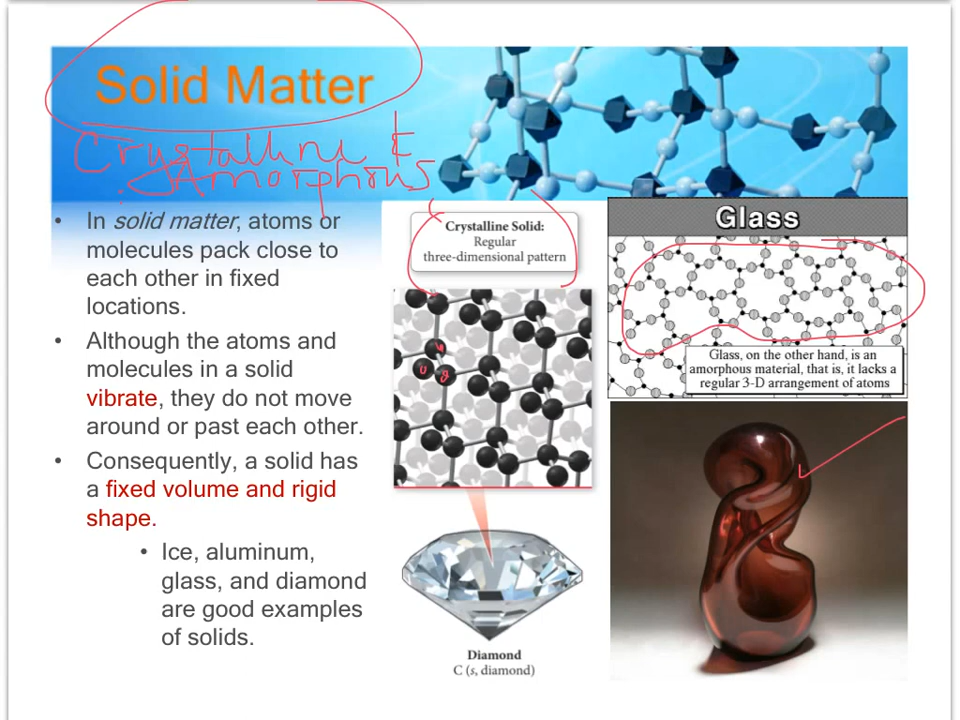 Solid Matter
Crystalline &
Amorphous
• In solid matter, atoms or
molecules pack close to
each other in fixed
locations.
• Although the atoms and
molecules in a solid
vibrate, they do not move
around or past each other.
• Consequently, a solid has
a fixed volume and rigid
shape.
• Ice, aluminum,
glass, and diamond
are good examples
of solids.
Crystalline Solid:
Regular
three-dimensional pattern
Diamond
C (s, diamond)
Glass
Glass, on the other hand, is an
amorphous material, that is, it lacks a
regular 3-D arrangement of atoms